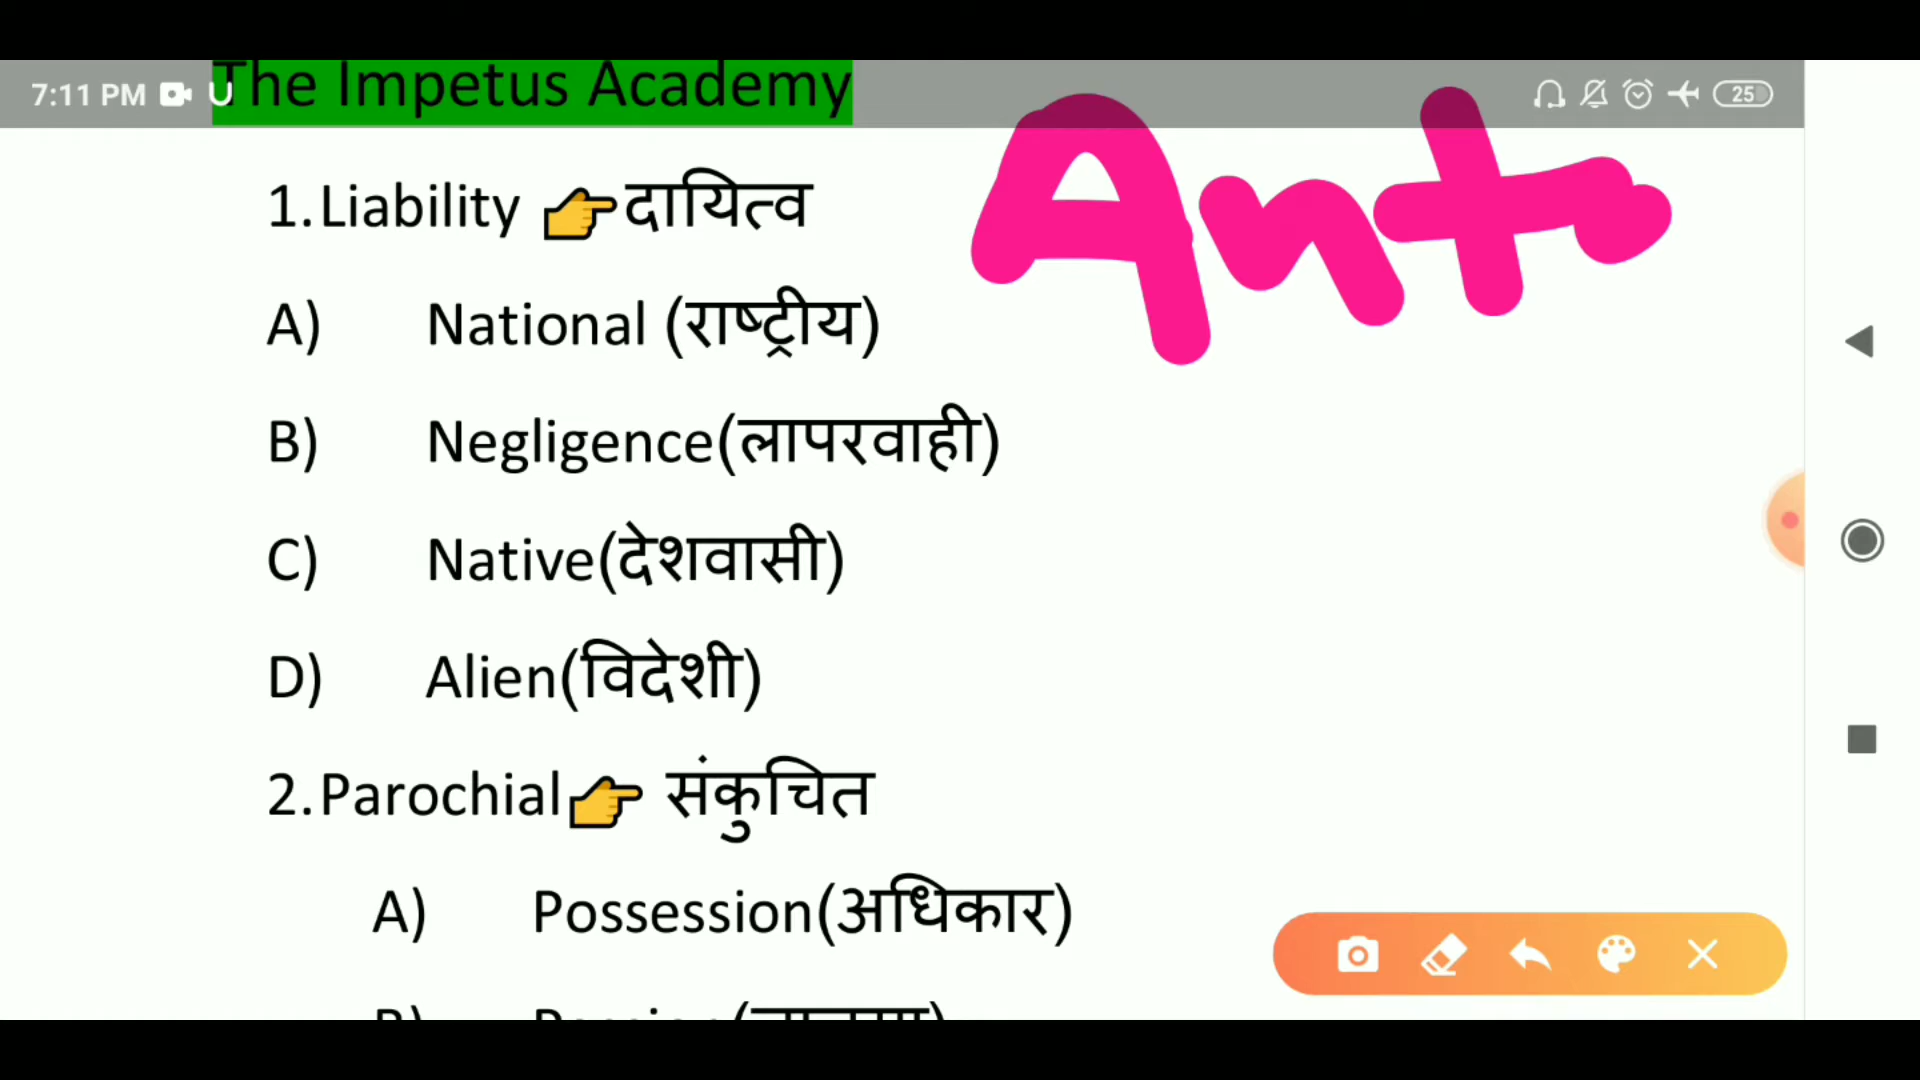 The Impetus Academy
7:11 PM
25
Ant
1. Liability 👉 दायित्व
A) National (राष्ट्रीय)
B) Negligence(लापरवाही)
C) Native(देशवासी)
D) Alien(विदेशी)
2. Parochial 👉 संकुचित
A) Possession(अधिकार)